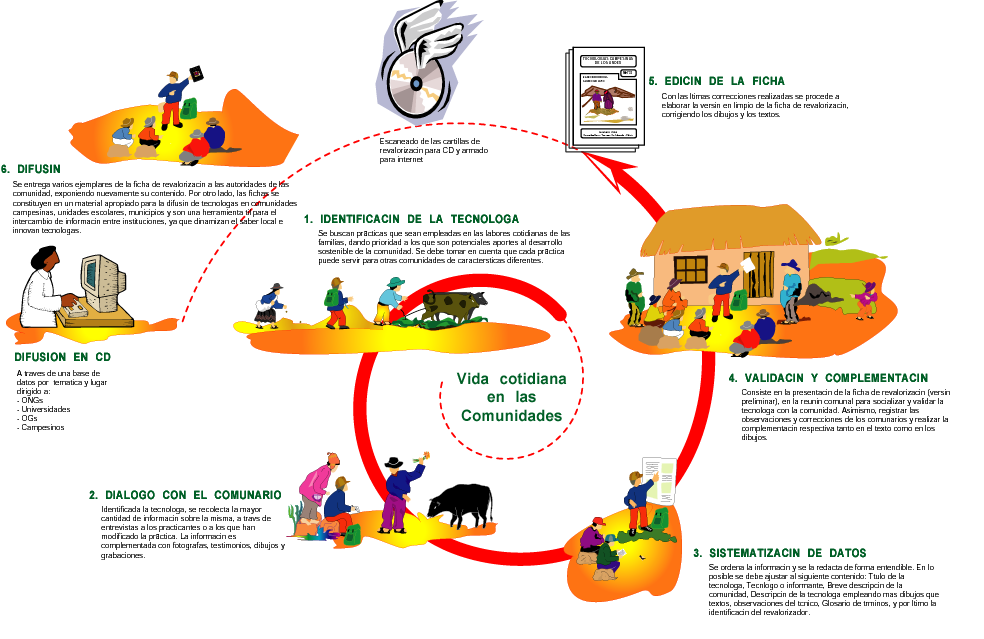 5. EDICIN DE LA FICHA
Con las ltimas correcciones realizadas se procede a
elaborar la versin en limpio de la ficha de revalorizacin,
corrigiendo los dibujos y los textos.
Escaneado de las cartillas de
revalorizacin para CD y armado
para internet
6. DIFUSIN
Se entrega varios ejemplares de la ficha de revalorizacin a las autoridades de las
comunidad, exponiendo nuevamente su contenido. Por otro lado, las fichas se
constituyen en un material apropiado para la difusin de tecnologas en comunidades
campesinas, unidades escolares, municipios y son una herramienta til para el
intercambio de informacin entre instituciones, ya que dinamizan el saber local e
innovan tecnologas.
1. IDENTIFICACIN DE LA TECNOLOGA
Se buscan prcticas que sean empleadas en las labores cotidianas de las
familias, dando prioridad a los que son potenciales aportes al desarrollo
sostenible de la comunidad. Se debe tomar en cuenta que cada prctica
puede servir para otras comunidades de caractersticas diferentes.
DIFUSION EN CD
A traves de una base de
datos por tematica y lugar
dirigido a:
- ONGs
- Universidades
- OGs
- Campesinos
Vida cotidiana
en las
Comunidades
4. VALIDACIN Y COMPLEMENTACIN
Consiste en la presentacin de la ficha de revalorizacin (versin
preliminar), en la reunin comunal para socializar y validar la
tecnologa con la comunidad. Asimismo, registrar las
observaciones y correcciones de los comunarios y realizar la
complementacin respectiva tanto en el texto como en los
dibujos.
2. DIALOGO CON EL COMUNARIO
Identificada la tecnologa, se recolecta la mayor
cantidad de informacin sobre la misma, a travs de
entrevistas a los practicantes o a los que han
modificado la prctica. La informacin es
complementada con fotografas, testimonios, dibujos y
grabaciones.
3. SISTEMATIZACIN DE DATOS
Se ordena la informacin y se la redacta de forma entendible. En lo
posible se debe ajustar al siguiente contenido: Ttulo de la
tecnologa, Tecnlogo o informante, Breve descripcin de la
comunidad, Descripcin de la tecnologa empleando mas dibujos que
textos, observaciones del tcnico, Glosario de trminos, y por ltimo la
identificacin del revalorizador.